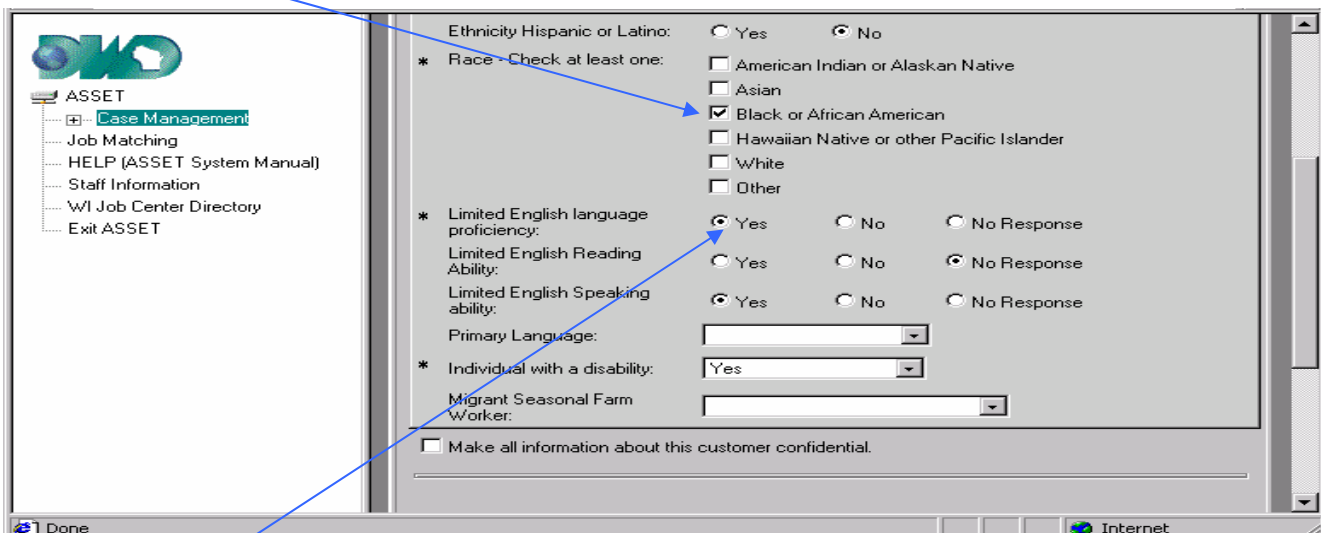 DWD
ASSET
Case Management
Job Matching
HELP (ASSET System Manual)
Staff Information
WI Job Center Directory
Exit ASSET
Ethnicity Hispanic or Latino: Yes No
* Race - Check at least one: American Indian or Alaskan Native
Asian
Black or African American
Hawaiian Native or other Pacific Islander
White
Other
* Limited English language proficiency: Yes No No Response
Limited English Reading Ability: Yes No No Response
Limited English Speaking ability: Yes No No Response
Primary Language:
* Individual with a disability: Yes
Migrant Seasonal Farm Worker:
Make all information about this customer confidential.
Done Internet